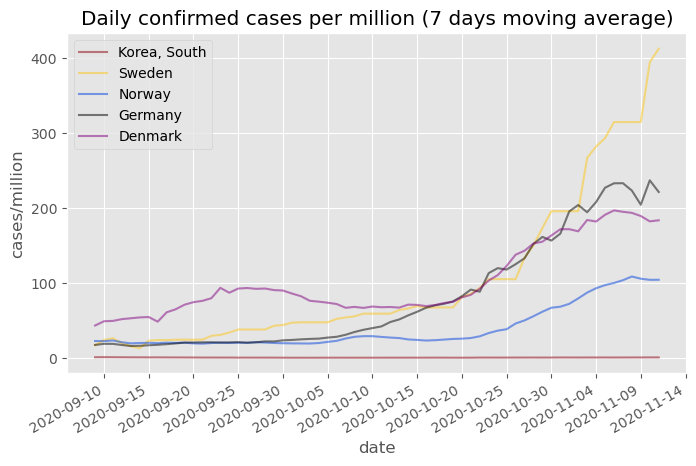 Daily confirmed cases per million (7 days moving average)
Korea, South
Sweden
Norway
Germany
Denmark
400
300
200
100
0
cases/million
2020-09-10
2020-09-15
2020-09-20
2020-09-25
2020-09-30
2020-10-05
2020-10-10
2020-10-15
2020-10-20
2020-10-25
2020-10-30
2020-11-04
2020-11-09
2020-11-14
date